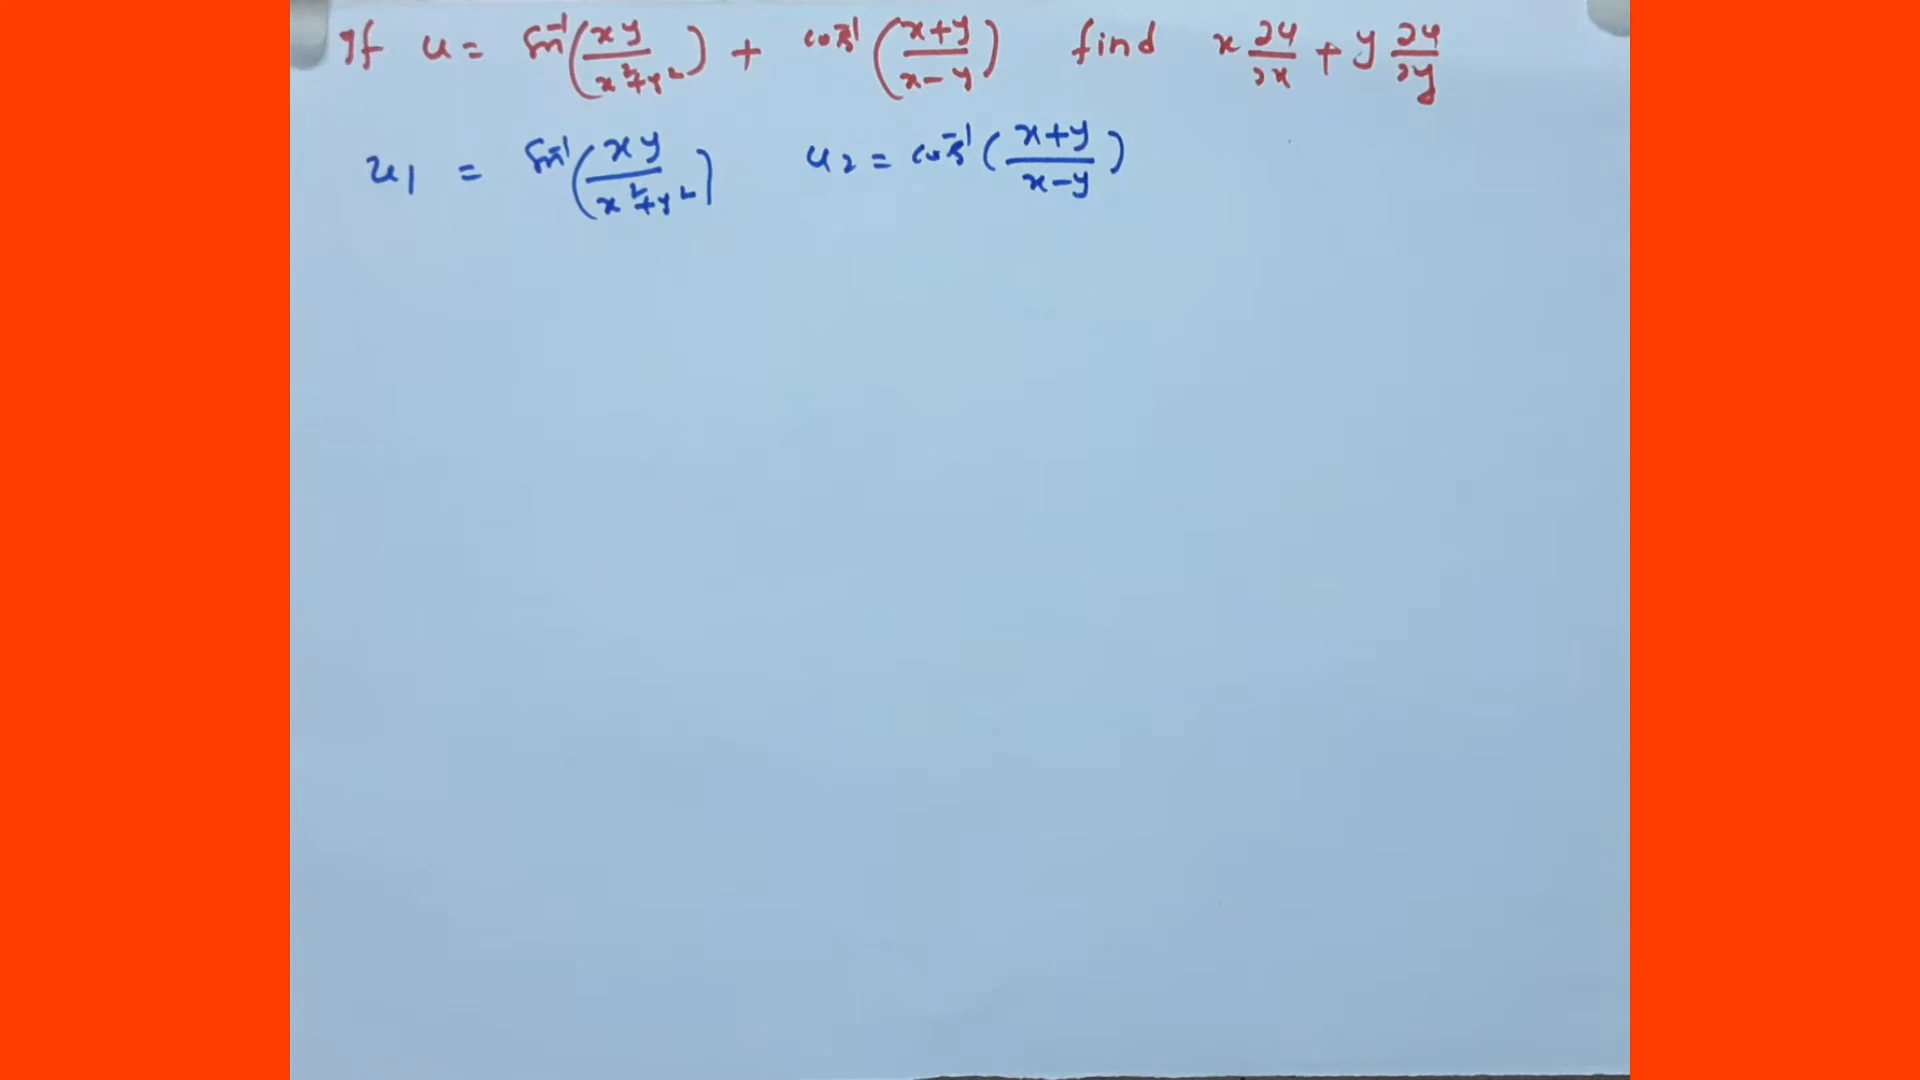 If u = sin⁻¹(xy/x²+y²) + cos⁻¹(x+y/x−y) find x ∂u/∂x + y ∂u/∂y
u₁ = sin⁻¹(xy/x²+y²) u₂ = cos⁻¹(x+y/x−y)